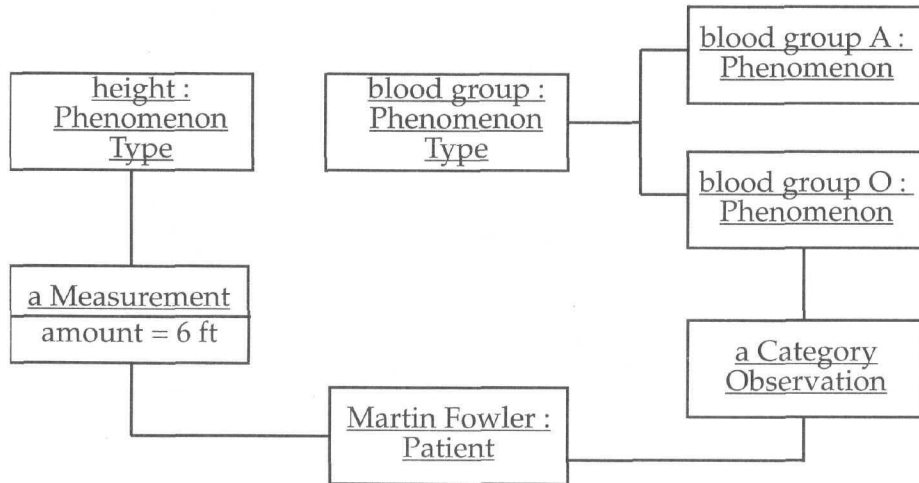 height :
Phenomenon
Type
blood group :
Phenomenon
Type
blood group A :
Phenomenon
blood group O :
Phenomenon
a Measurement
amount = 6 ft
a Category
Observation
Martin Fowler :
Patient